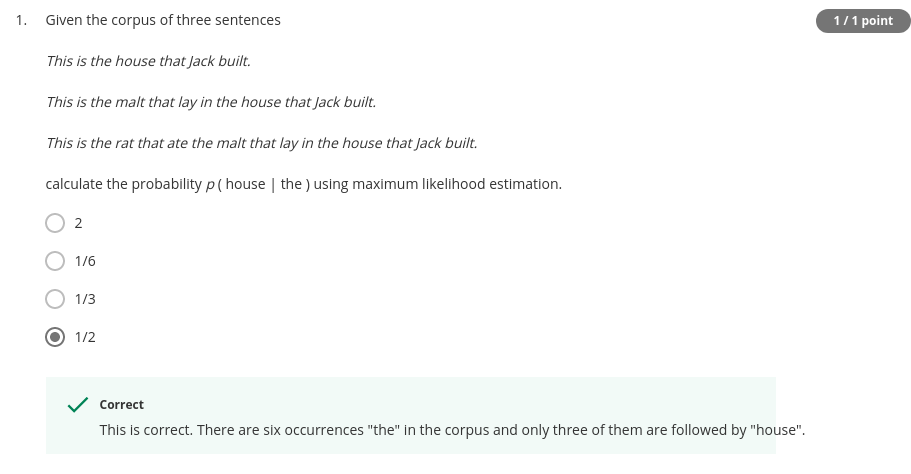 1. Given the corpus of three sentences 1 / 1 point
This is the house that Jack built.
This is the malt that lay in the house that Jack built.
This is the rat that ate the malt that lay in the house that Jack built.
calculate the probability p ( house | the ) using maximum likelihood estimation.
2
1/6
1/3
1/2
Correct
This is correct. There are six occurrences "the" in the corpus and only three of them are followed by "house".